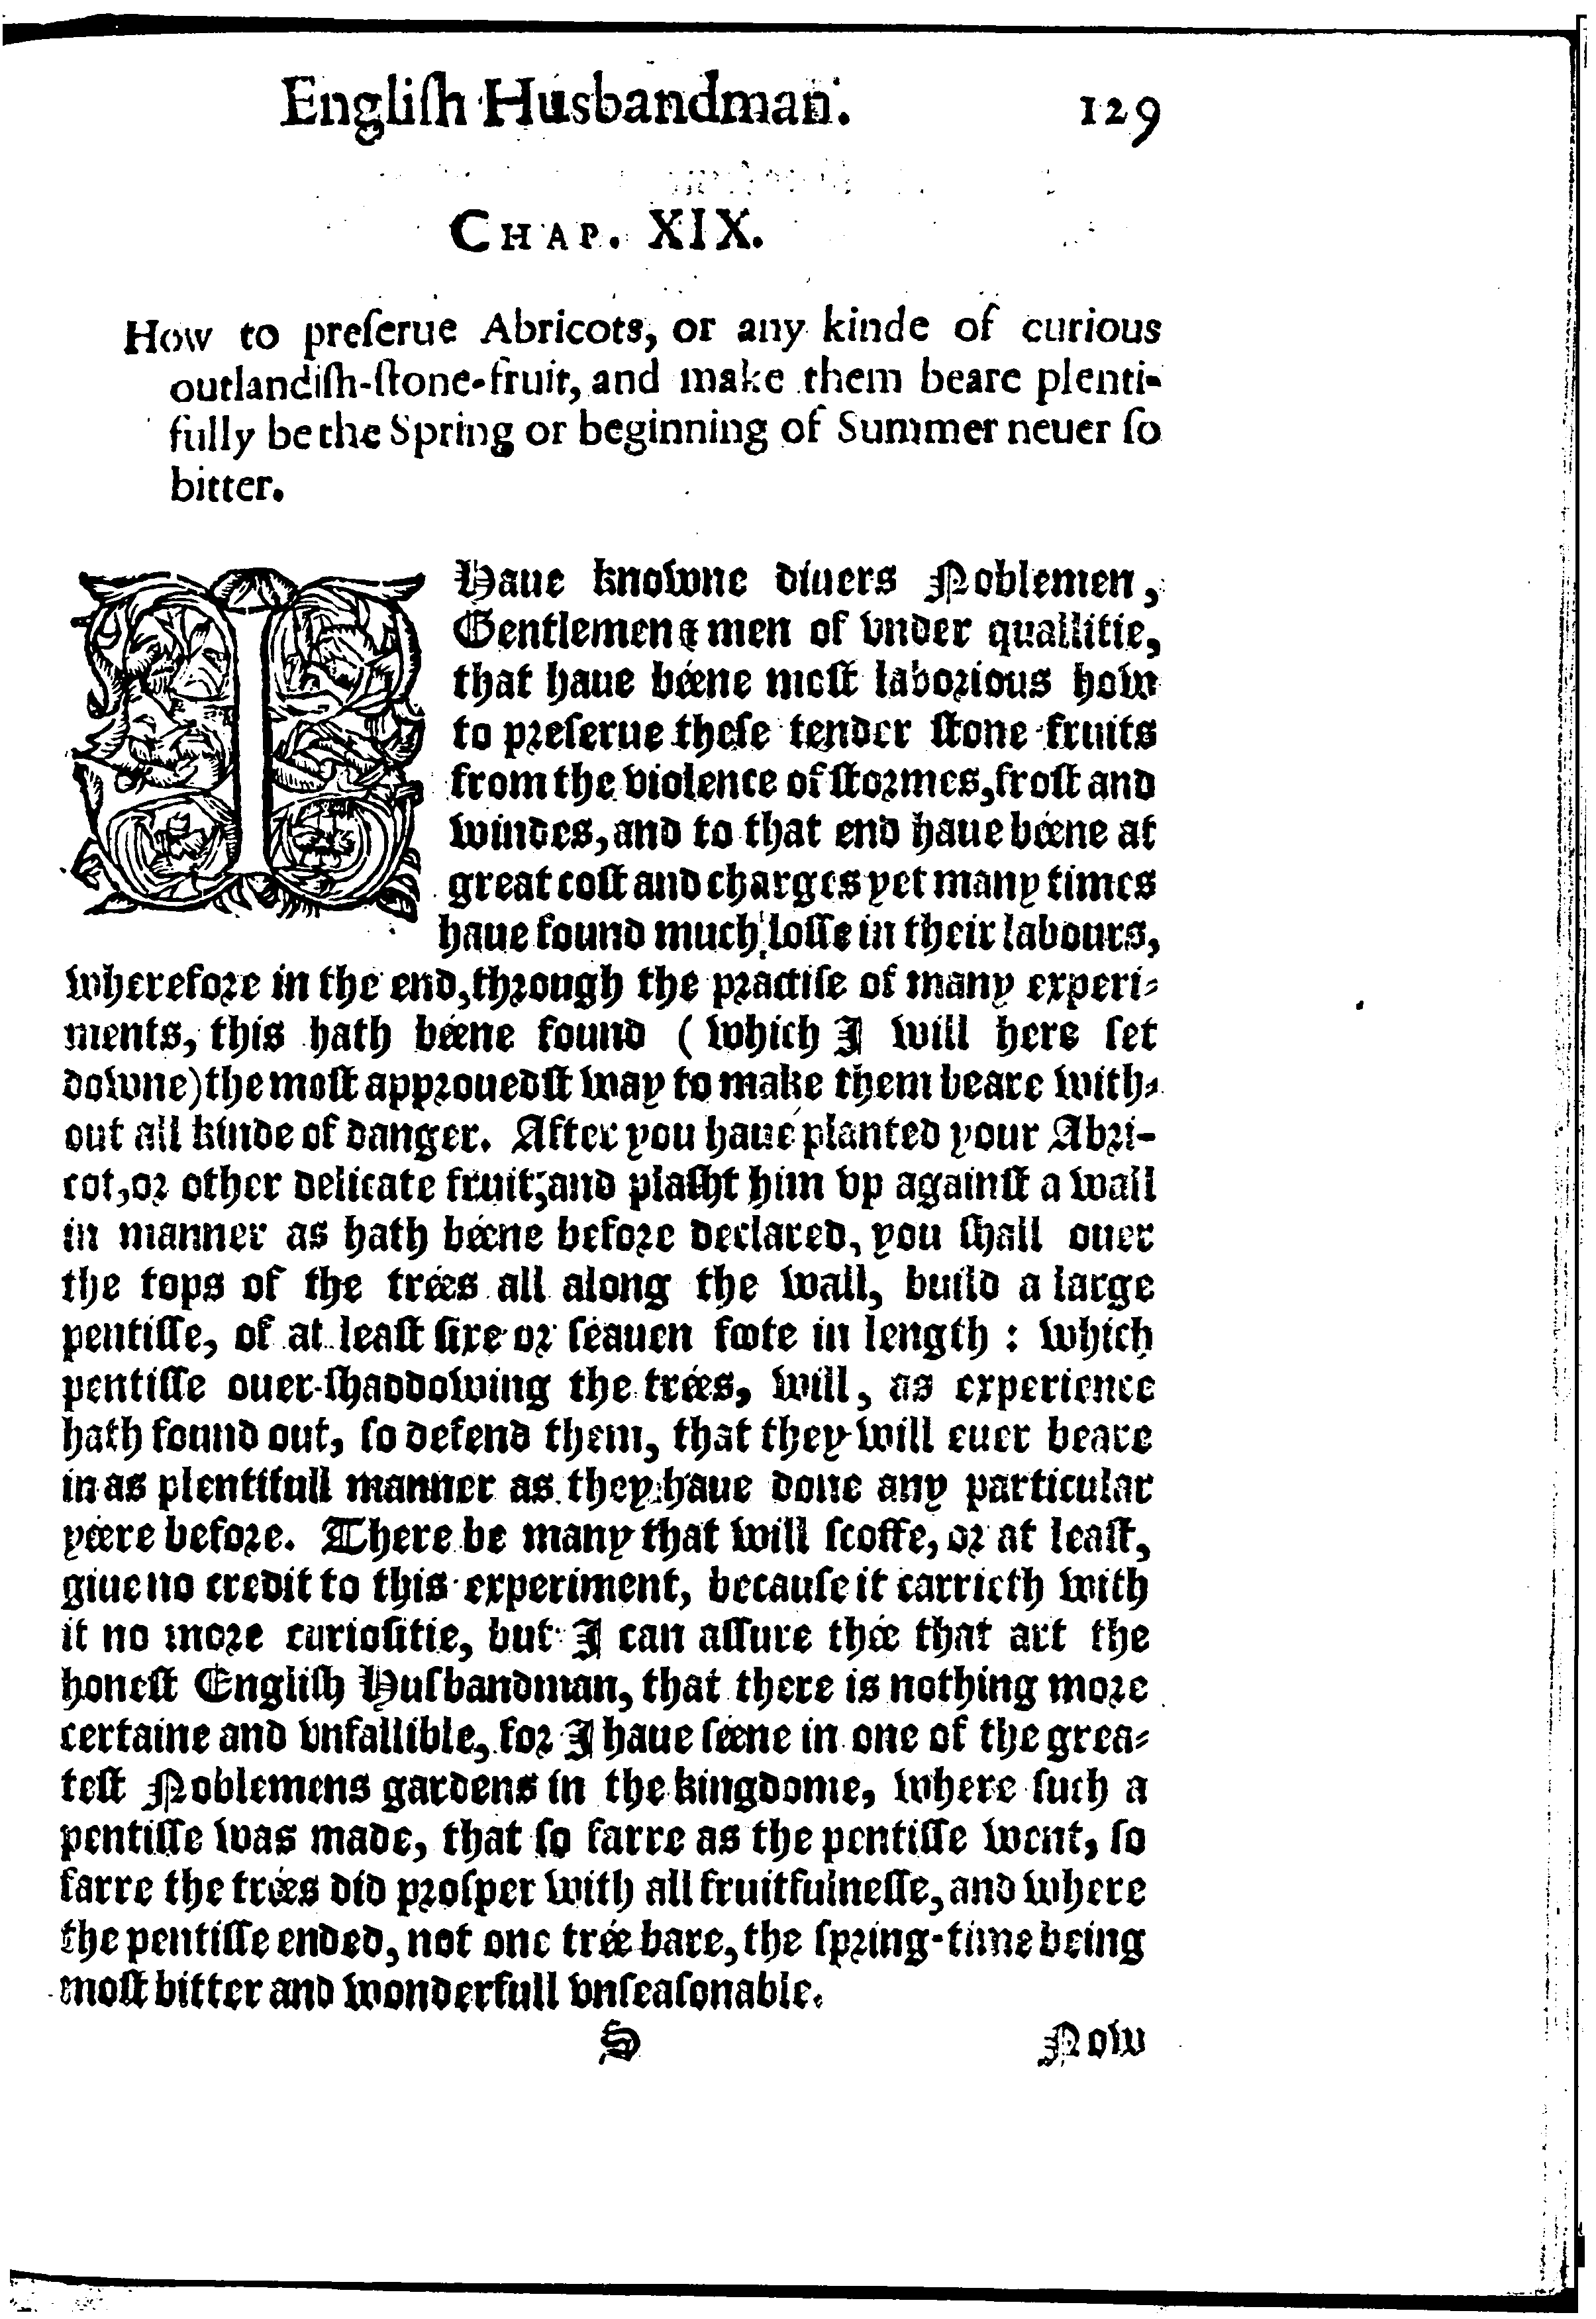 Engliſh Husbandman.
129
CHAP. XIX.
How to preſerue Abricots, or any kinde of curious
outlandiſh-ſtone-fruit, and make them beare plenti-
fully be the Spring or beginning of Summer neuer ſo
bitter.
I Haue knowne diuers Noblemen,
Gentlemen & men of vnder quallitie,
that haue béene moſt laborious how
to preſerue theſe tender ſtone-fruits
from the violence of ſtormes, froſt and
windes, and to that end haue béene at
great coſt and charges yet many times
haue found much loſſe in their labours,
wherefore in the end, through the practiſe of many experi-
ments, this hath béene found (which I will here ſet
downe) the moſt approuedſt way to make them beare with-
out all kinde of danger. After you haue planted your Abri-
cot, or other delicate fruit, and plaſht him vp againſt a wall
in manner as hath béene before declared, you ſhall ouer
the tops of the trées all along the wall, build a large
pentiſſe, of at leaſt ſixe or ſeauen foote in length: which
pentiſſe ouer-ſhaddowing the trées, will, as experience
hath found out, ſo defend them, that they will euer beare
in as plentifull manner as they haue done any particular
yéere before. There be many that will ſcoffe, or at leaſt,
giue no credit to this experiment, becauſe it carrieth with
it no more curioſitie, but I can aſſure thée that art the
honeſt Engliſh Huſbandman, that there is nothing more
certaine and vnfallible, for I haue ſéene in one of the grea-
teſt Noblemens gardens in the kingdome, where ſuch a
pentiſſe was made, that ſo farre as the pentiſſe went, ſo
farre the trées did proſper with all fruitfulneſſe, and where
the pentiſſe ended, not one trée bare, the ſpring-time being
moſt bitter and wonderfull vnſeaſonable.
S
Now